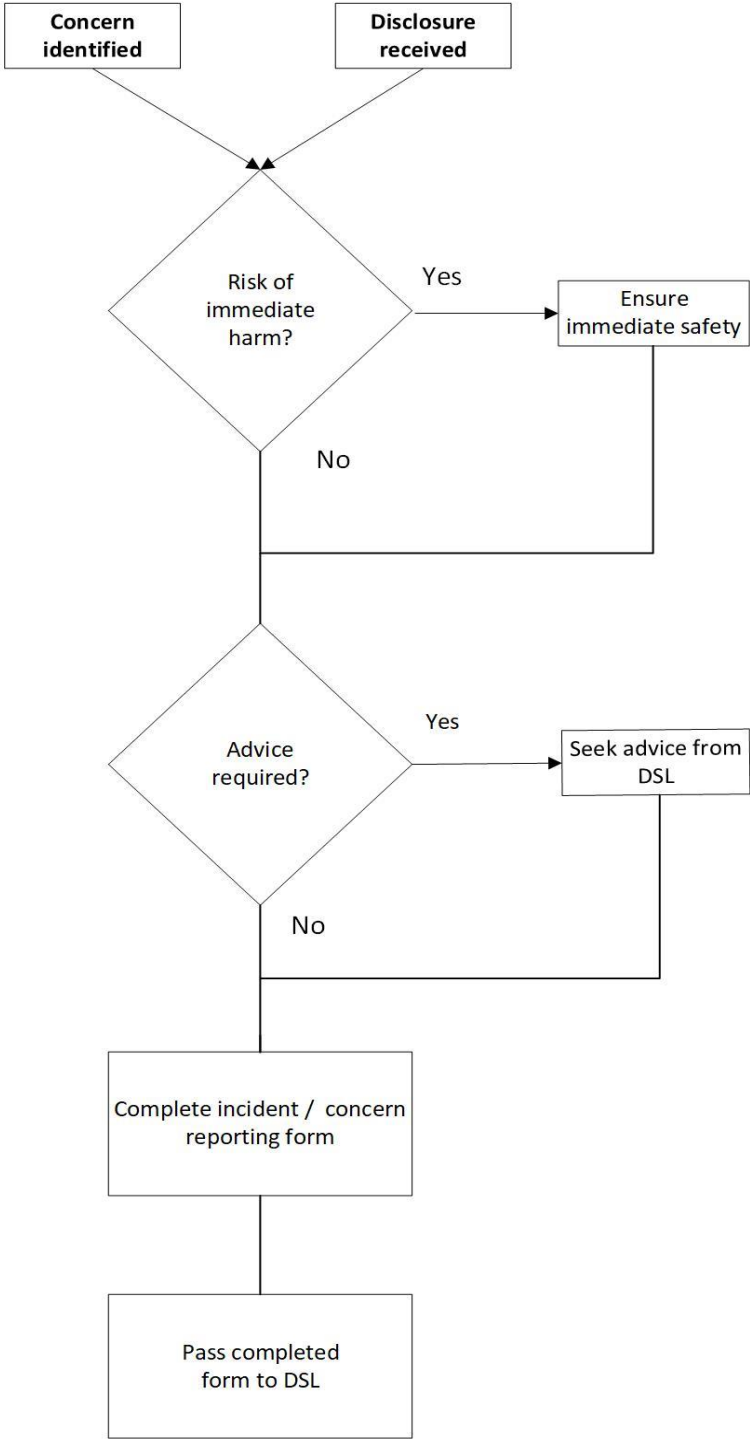 Concern
identified
Disclosure
received
Risk of
immediate
harm?
Yes
Ensure
immediate safety
No
Advice
required?
Yes
Seek advice from
DSL
No
Complete incident /  concern
reporting form
Pass completed
form to DSL